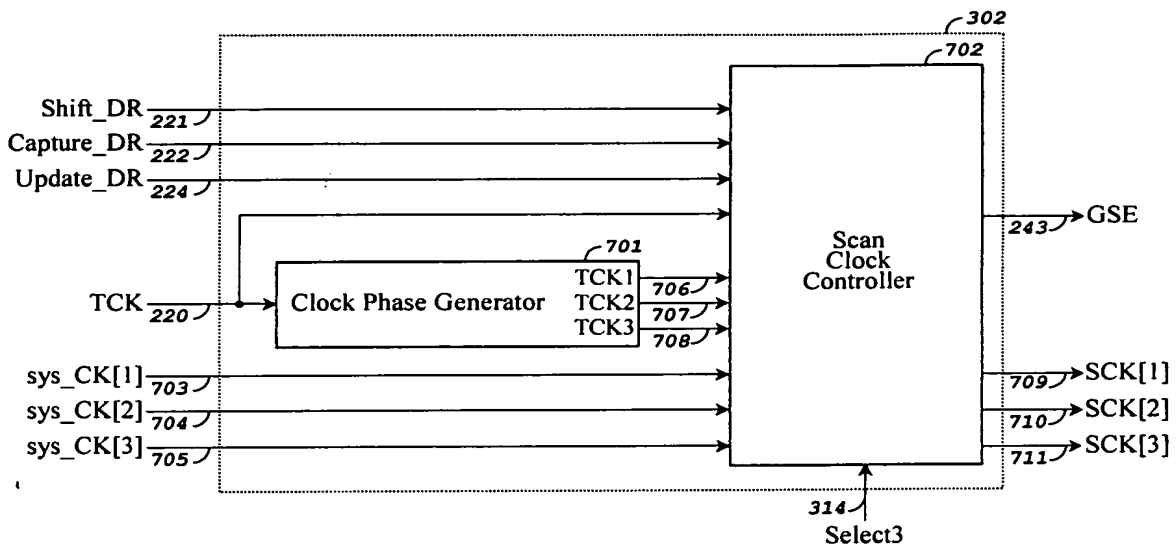 302
702
Shift_DR
221
Capture_DR
222
Update_DR
224
Scan
Clock
Controller
243
GSE
701
TCK
220
Clock Phase Generator
TCK1
706
TCK2
707
TCK3
708
sys_CK[1]
703
709
SCK[1]
sys_CK[2]
704
710
SCK[2]
sys_CK[3]
705
711
SCK[3]
314
Select3